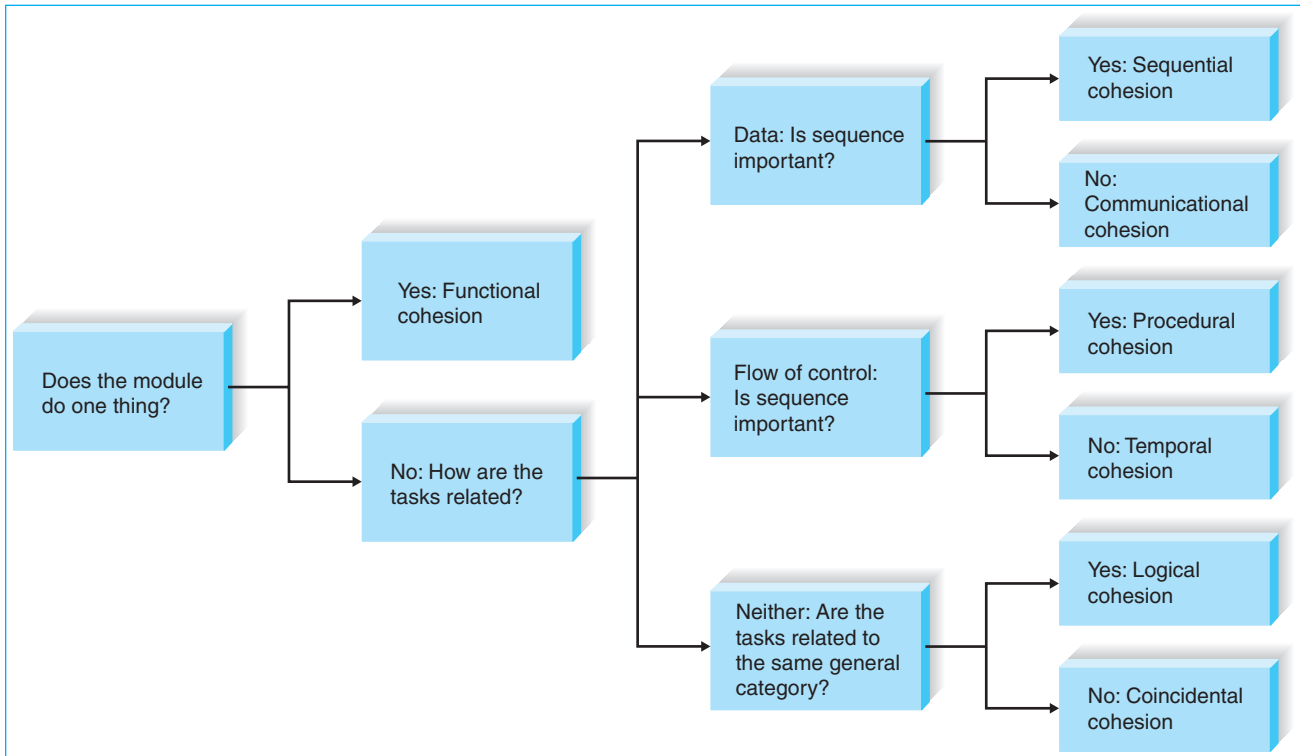 Does the module
do one thing?
Yes: Functional
cohesion
No: How are the
tasks related?
Data: Is sequence
important?
Flow of control:
Is sequence
important?
Neither: Are the
tasks related to
the same general
category?
Yes: Sequential
cohesion
No:
Communicational
cohesion
Yes: Procedural
cohesion
No: Temporal
cohesion
Yes: Logical
cohesion
No: Coincidental
cohesion